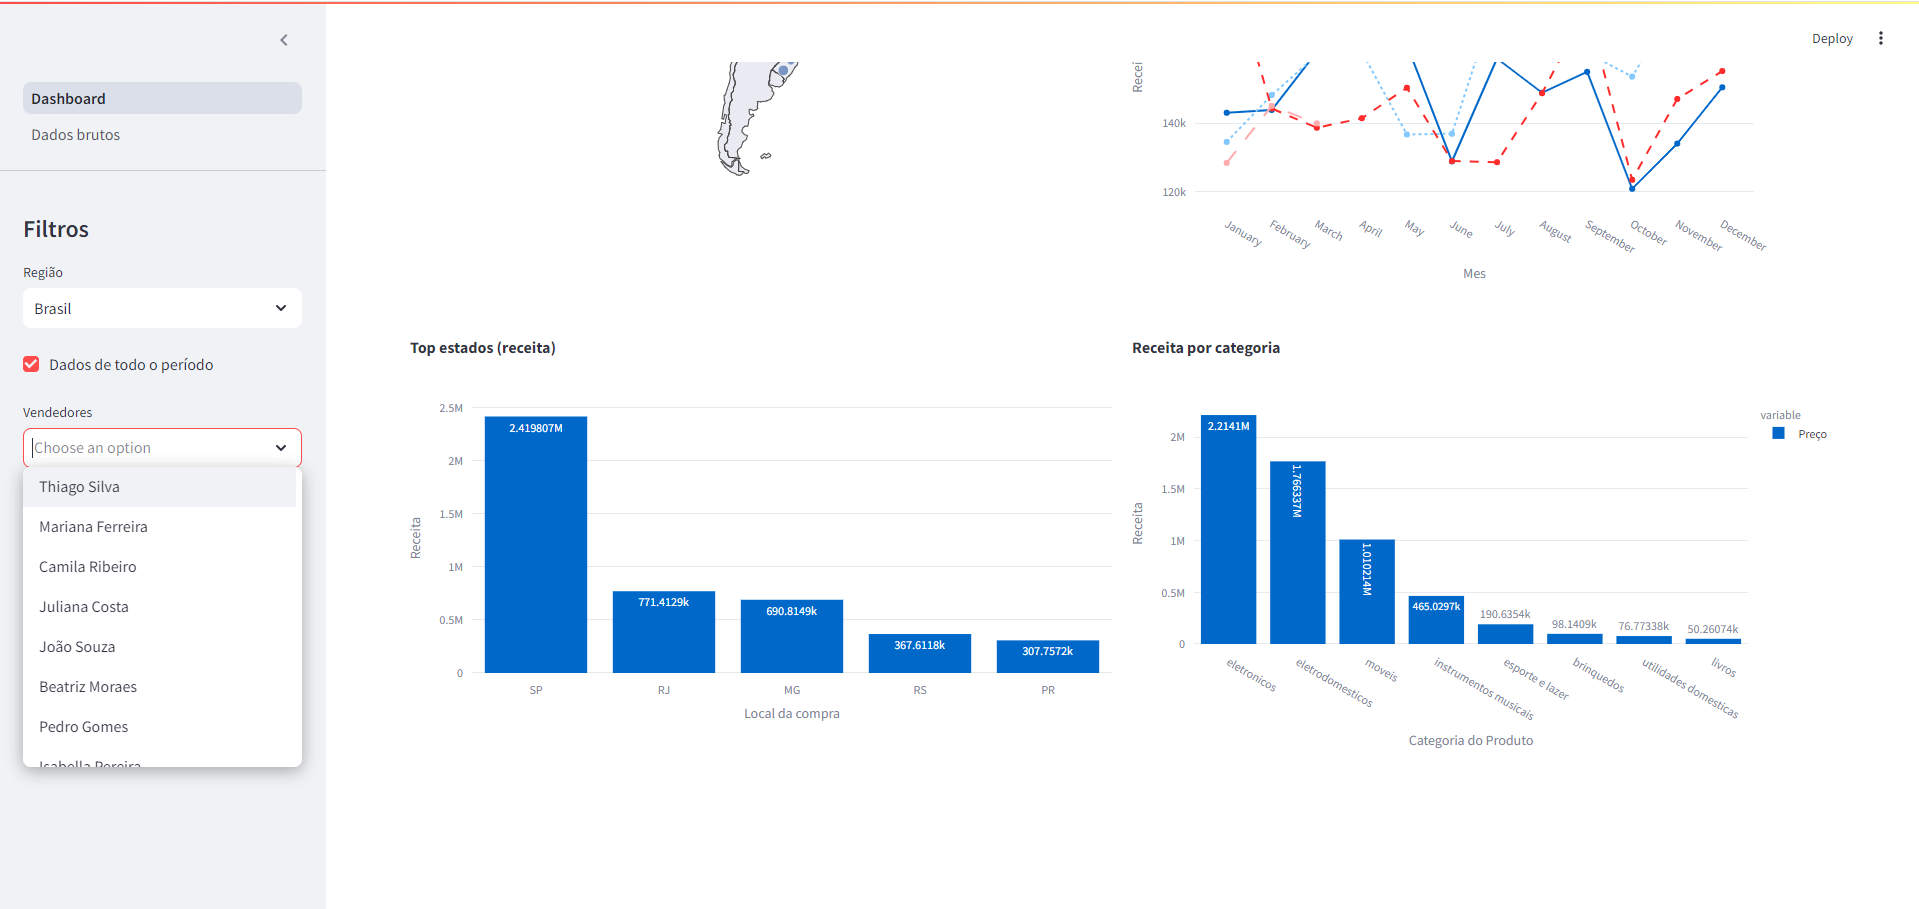 Deploy
Dashboard
Dados brutos
Filtros
Região
Brasil
Dados de todo o período
Vendedores
Choose an option
Thiago Silva
Mariana Ferreira
Camila Ribeiro
Juliana Costa
João Souza
Beatriz Moraes
Pedro Gomes
Isabella Pereira
Recei
140k
120k
January
February
March
April
May
June
July
August
September
October
November
December
Mes
Top estados (receita)
2.5M
2M
1.5M
1M
0.5M
0
Receita
2.419807M
771.4129k
690.8149k
367.6118k
307.7572k
SP
RJ
MG
RS
PR
Local da compra
Receita por categoria
2M
1.5M
1M
0.5M
0
Receita
2.2141M
1.766337M
1.010214M
465.0297k
190.6354k
98.1409k
76.77338k
50.26074k
eletronicos
eletrodomesticos
moveis
instrumentos musicais
esporte e lazer
brinquedos
utilidades domesticas
livros
Categoria do Produto
variable
Preço